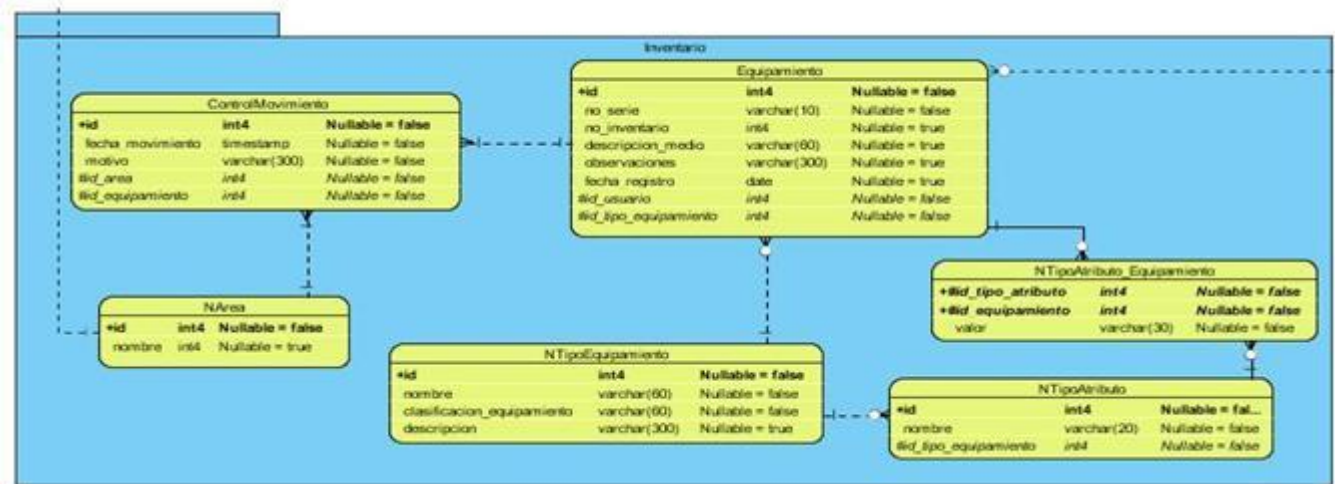 Inventario
Equipamiento
+id int4 Nullable = false
no_serie varchar(10) Nullable = false
no_inventario int4 Nullable = true
descripcion_medio varchar(60) Nullable = true
observaciones varchar(300) Nullable = true
fecha_registro date Nullable = true
#id_usuario int4 Nullable = false
#id_tipo_equipamiento int4 Nullable = false
ControlMovimiento
+id int4 Nullable = false
fecha_movimiento timestamp Nullable = false
motivo varchar(300) Nullable = false
#id_area int4 Nullable = false
#id_equipamiento int4 Nullable = false
NArea
+id int4 Nullable = false
nombre int4 Nullable = true
NTipoEquipamiento
+id int4 Nullable = false
nombre varchar(60) Nullable = false
clasificacion_equipamiento varchar(60) Nullable = false
descripcion varchar(300) Nullable = true
NTipoAtributo_Equipamiento
+#id_tipo_atributo int4 Nullable = false
+#id_equipamiento int4 Nullable = false
valor varchar(30) Nullable = false
NTipoAtributo
+id int4 Nullable = fal...
nombre varchar(20) Nullable = false
#id_tipo_equipamiento int4 Nullable = false